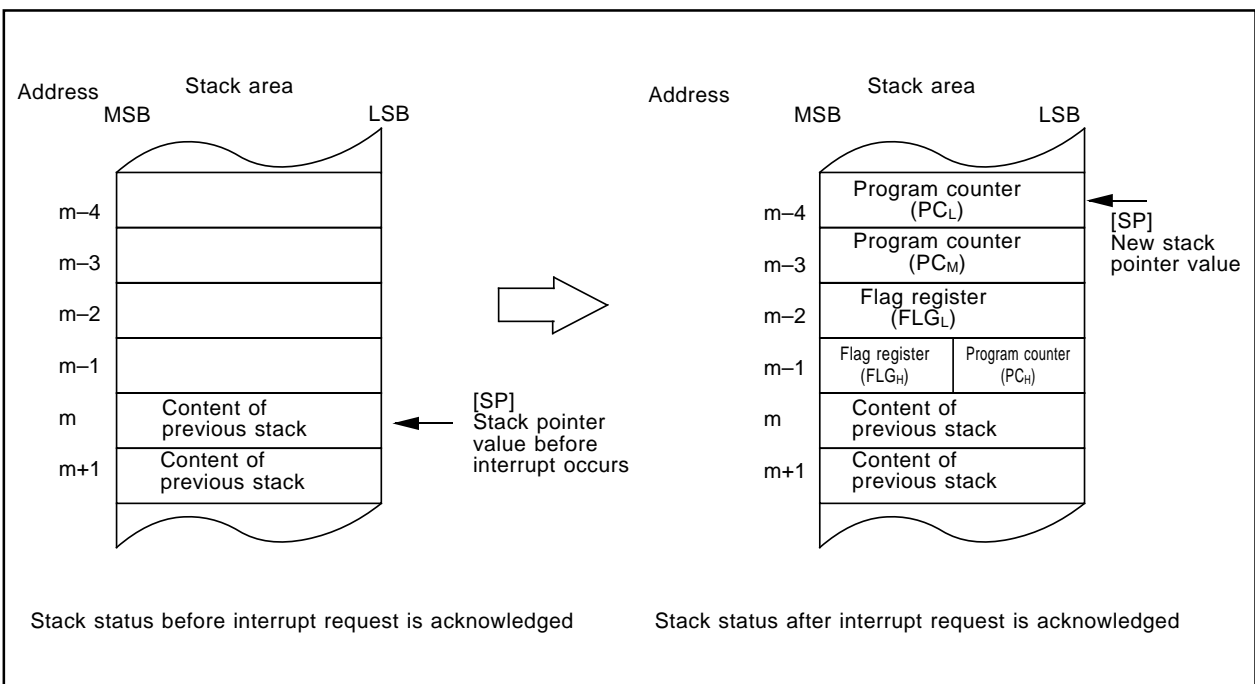 Address
Stack area
MSB
LSB
m–4
m–3
m–2
m–1
m
Content of
previous stack
m+1
Content of
previous stack
[SP]
Stack pointer
value before
interrupt occurs
Stack status before interrupt request is acknowledged
Address
Stack area
MSB
LSB
m–4
Program counter
(PCL)
[SP]
New stack
pointer value
m–3
Program counter
(PCM)
m–2
Flag register
(FLGL)
m–1
Flag register
(FLGH)
Program counter
(PCH)
m
Content of
previous stack
m+1
Content of
previous stack
Stack status after interrupt request is acknowledged